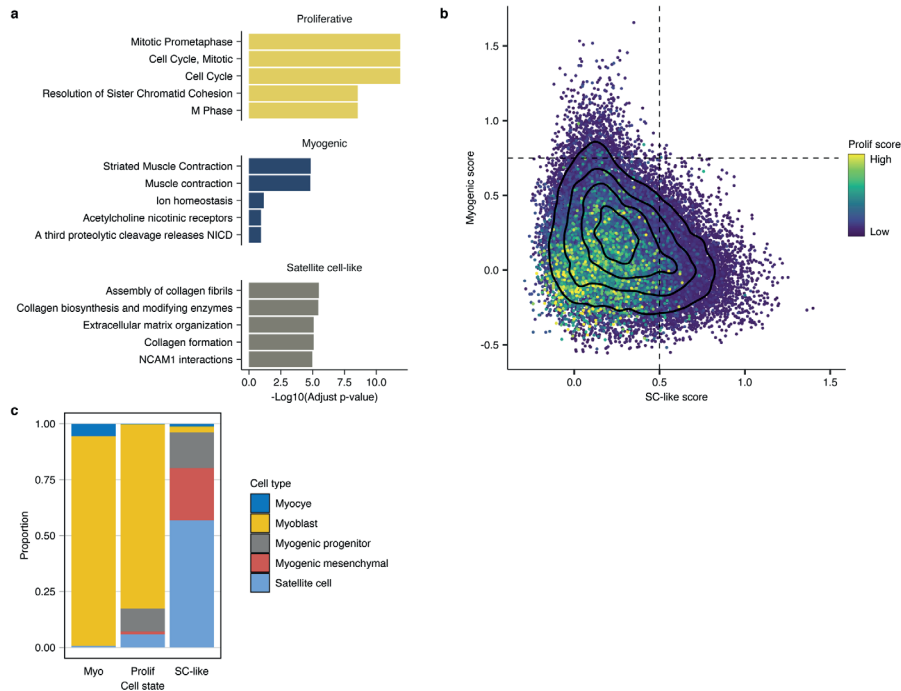 a
Proliferative
Mitotic Prometaphase
Cell Cycle, Mitotic
Cell Cycle
Resolution of Sister Chromatid Cohesion
M Phase
Myogenic
Striated Muscle Contraction
Muscle contraction
Ion homeostasis
Acetylcholine nicotinic receptors
A third proteolytic cleavage releases NICD
Satellite cell-like
Assembly of collagen fibrils
Collagen biosynthesis and modifying enzymes
Extracellular matrix organization
Collagen formation
NCAM1 interactions
0.0 2.5 5.0 7.5 10.0
-Log10(Adjust p-value)
b
Myogenic score
1.5
1.0
0.5
0.0
-0.5
0.0 0.5 1.0 1.5
SC-like score
Prolif score
High
Low
c
Proportion
1.00
0.75
0.50
0.25
0.00
Myo Prolif SC-like
Cell state
Cell type
Myocye
Myoblast
Myogenic progenitor
Myogenic mesenchymal
Satellite cell